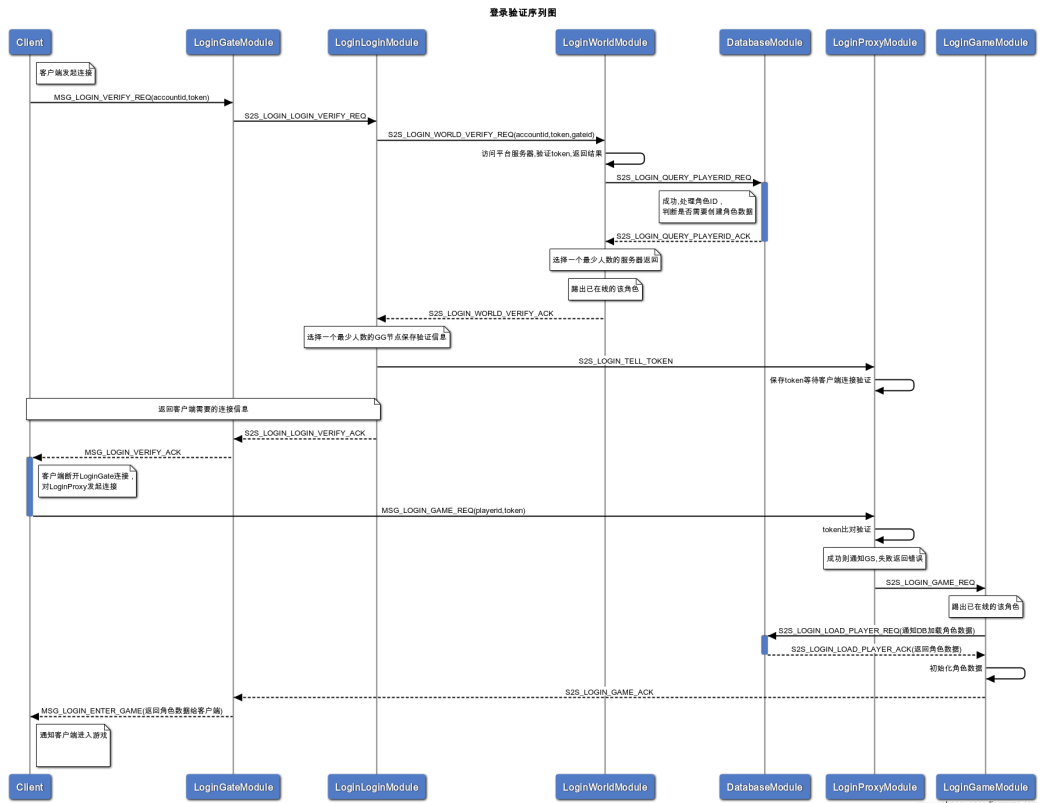 登录验证序列图
Client
LoginGateModule
LoginLoginModule
LoginWorldModule
DatabaseModule
LoginProxyModule
LoginGameModule
客户端发起连接
MSG_LOGIN_VERIFY_REQ(accountid,token)
S2S_LOGIN_LOGIN_VERIFY_REQ
S2S_LOGIN_WORLD_VERIFY_REQ(accountid,token,gateid)
访问平台服务器,验证token,返回结果
S2S_LOGIN_QUERY_PLAYERID_REQ
成功,处理角色ID，
判断是否需要创建角色数据
S2S_LOGIN_QUERY_PLAYERID_ACK
选择一个最少人数的服务器返回
踢出已在线的该角色
S2S_LOGIN_WORLD_VERIFY_ACK
选择一个最少人数的GG节点保存验证信息
S2S_LOGIN_TELL_TOKEN
保存token等待客户端连接验证
返回客户端需要的连接信息
S2S_LOGIN_LOGIN_VERIFY_ACK
MSG_LOGIN_VERIFY_ACK
客户端断开LoginGate连接，
对LoginProxy发起连接
MSG_LOGIN_GAME_REQ(playerid,token)
token比对验证
成功则通知GS,失败返回错误
S2S_LOGIN_GAME_REQ
踢出已在线的该角色
S2S_LOGIN_LOAD_PLAYER_REQ(通知DB加载角色数据)
S2S_LOGIN_LOAD_PLAYER_ACK(返回角色数据)
初始化角色数据
S2S_LOGIN_GAME_ACK
MSG_LOGIN_ENTER_GAME(返回角色数据给客户端)
通知客户端进入游戏
Client
LoginGateModule
LoginLoginModule
LoginWorldModule
DatabaseModule
LoginProxyModule
LoginGameModule